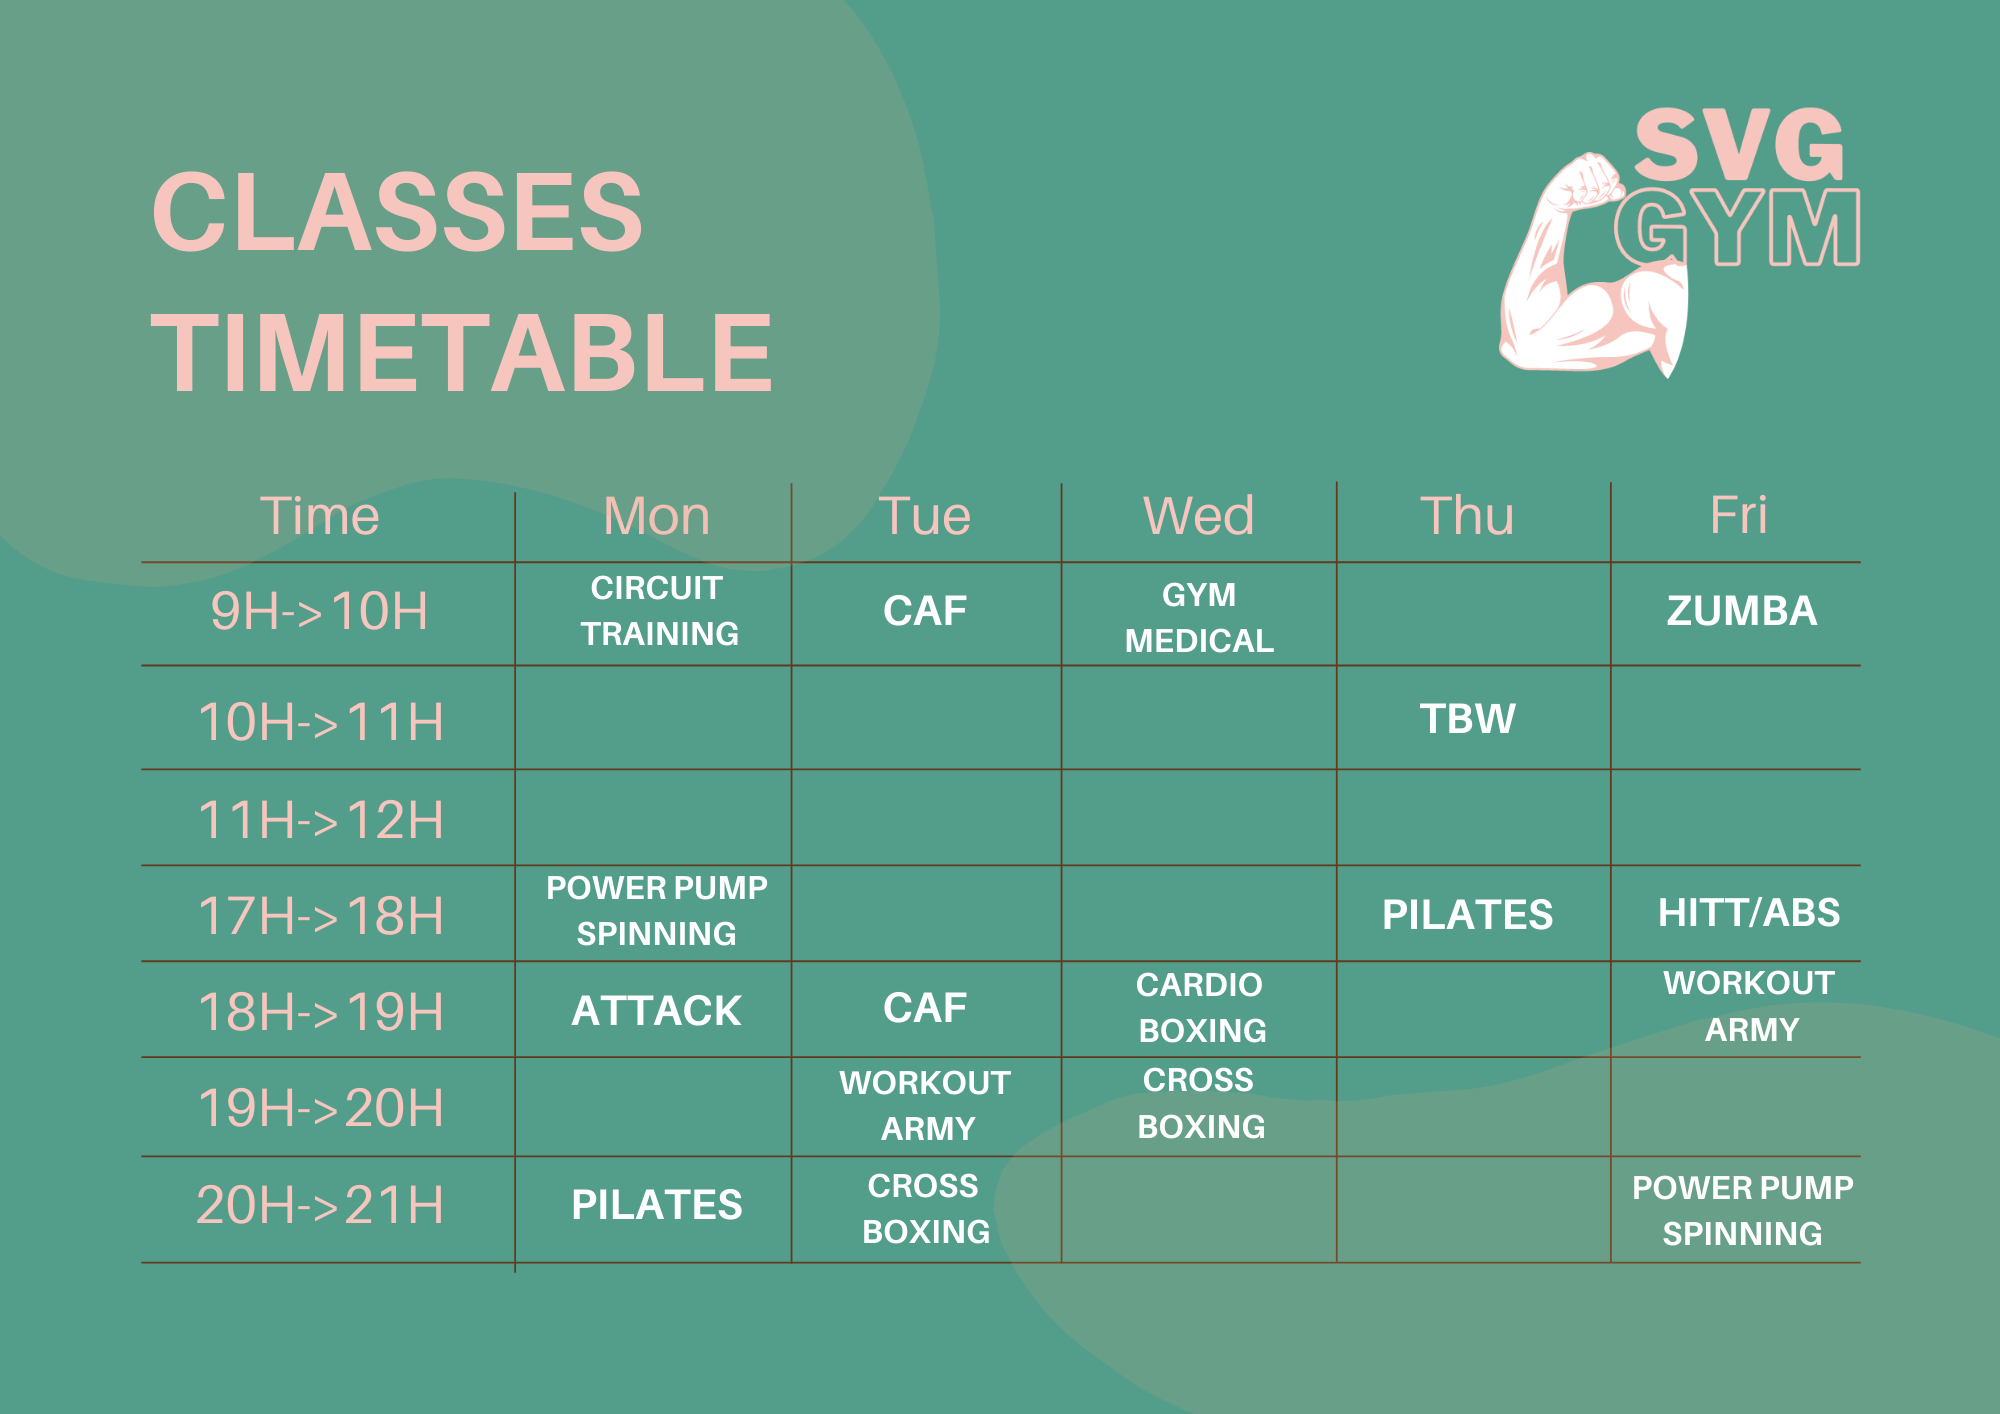 SVG
GYM
CLASSES
TIMETABLE
Time Mon Tue Wed Thu Fri
9H->10H CIRCUIT TRAINING CAF GYM MEDICAL ZUMBA
10H->11H TBW
11H->12H
17H->18H POWER PUMP SPINNING PILATES HITT/ABS
18H->19H ATTACK CAF CARDIO BOXING WORKOUT ARMY
19H->20H WORKOUT ARMY CROSS BOXING
20H->21H PILATES CROSS BOXING POWER PUMP SPINNING